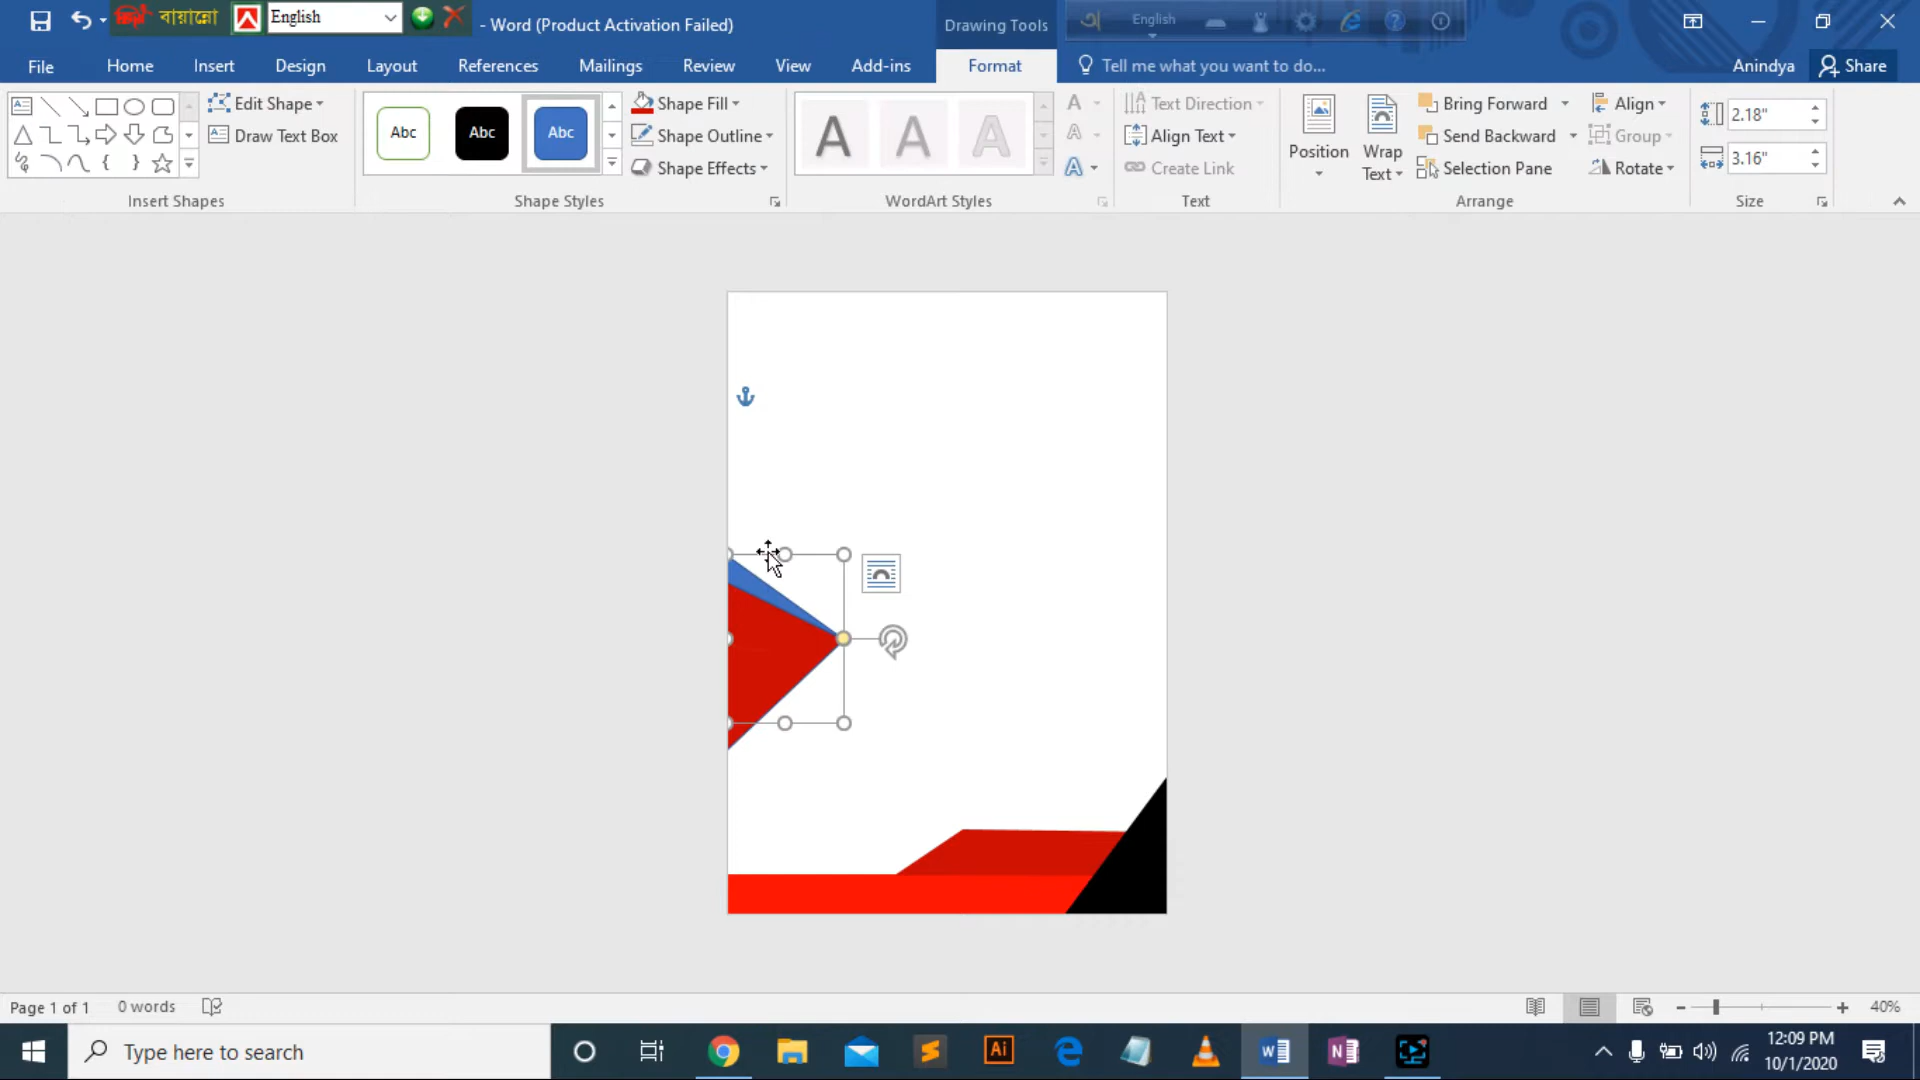 বায়ান্নো
English
- Word (Product Activation Failed)
Drawing Tools
English
File
Home
Insert
Design
Layout
References
Mailings
Review
View
Add-ins
Format
Tell me what you want to do...
Anindya
Share
Edit Shape
Draw Text Box
Insert Shapes
Abc
Abc
Abc
Shape Fill
Shape Outline
Shape Effects
Shape Styles
WordArt Styles
Text Direction
Align Text
Create Link
Text
Position
Wrap
Text
Bring Forward
Send Backward
Selection Pane
Align
Group
Rotate
Arrange
2.18"
3.16"
Size
Page 1 of 1
0 words
40%
Type here to search
12:09 PM
10/1/2020